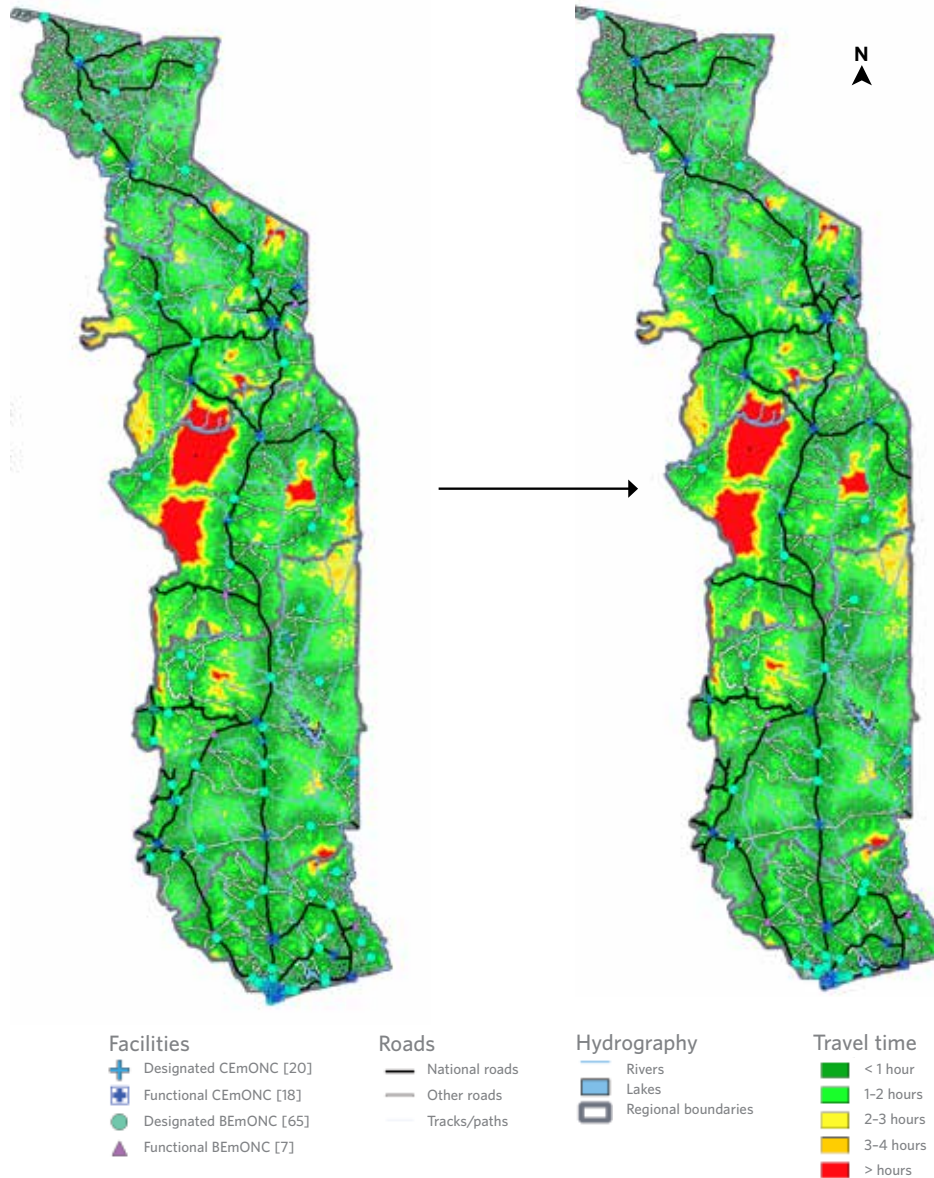 N
Facilities
Designated CEmONC [20]
Functional CEmONC [18]
Designated BEmONC [65]
Functional BEmONC [7]
Roads
National roads
Other roads
Tracks/paths
Hydrography
Rivers
Lakes
Regional boundaries
Travel time
< 1 hour
1–2 hours
2–3 hours
3–4 hours
> hours